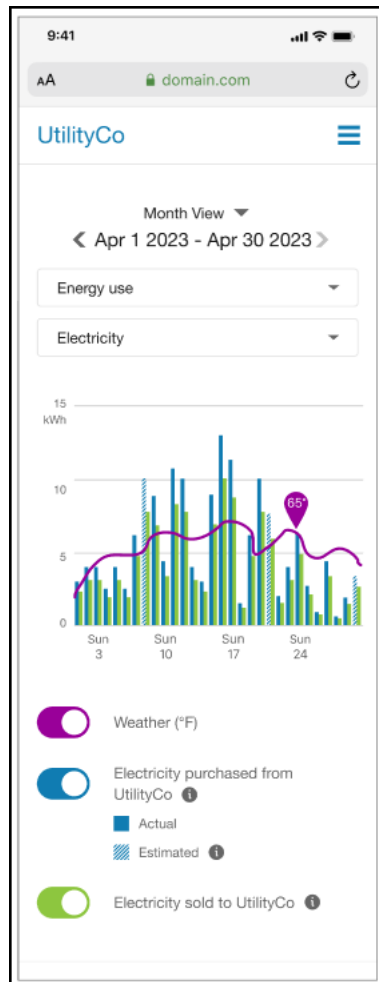 9:41
AA domain.com
UtilityCo
Month View
Apr 1 2023 - Apr 30 2023
Energy use
Electricity
15
kWh
10
65°
5
0
Sun Sun Sun Sun
3 10 17 24
Weather (°F)
Electricity purchased from
UtilityCo i
Actual
Estimated i
Electricity sold to UtilityCo i